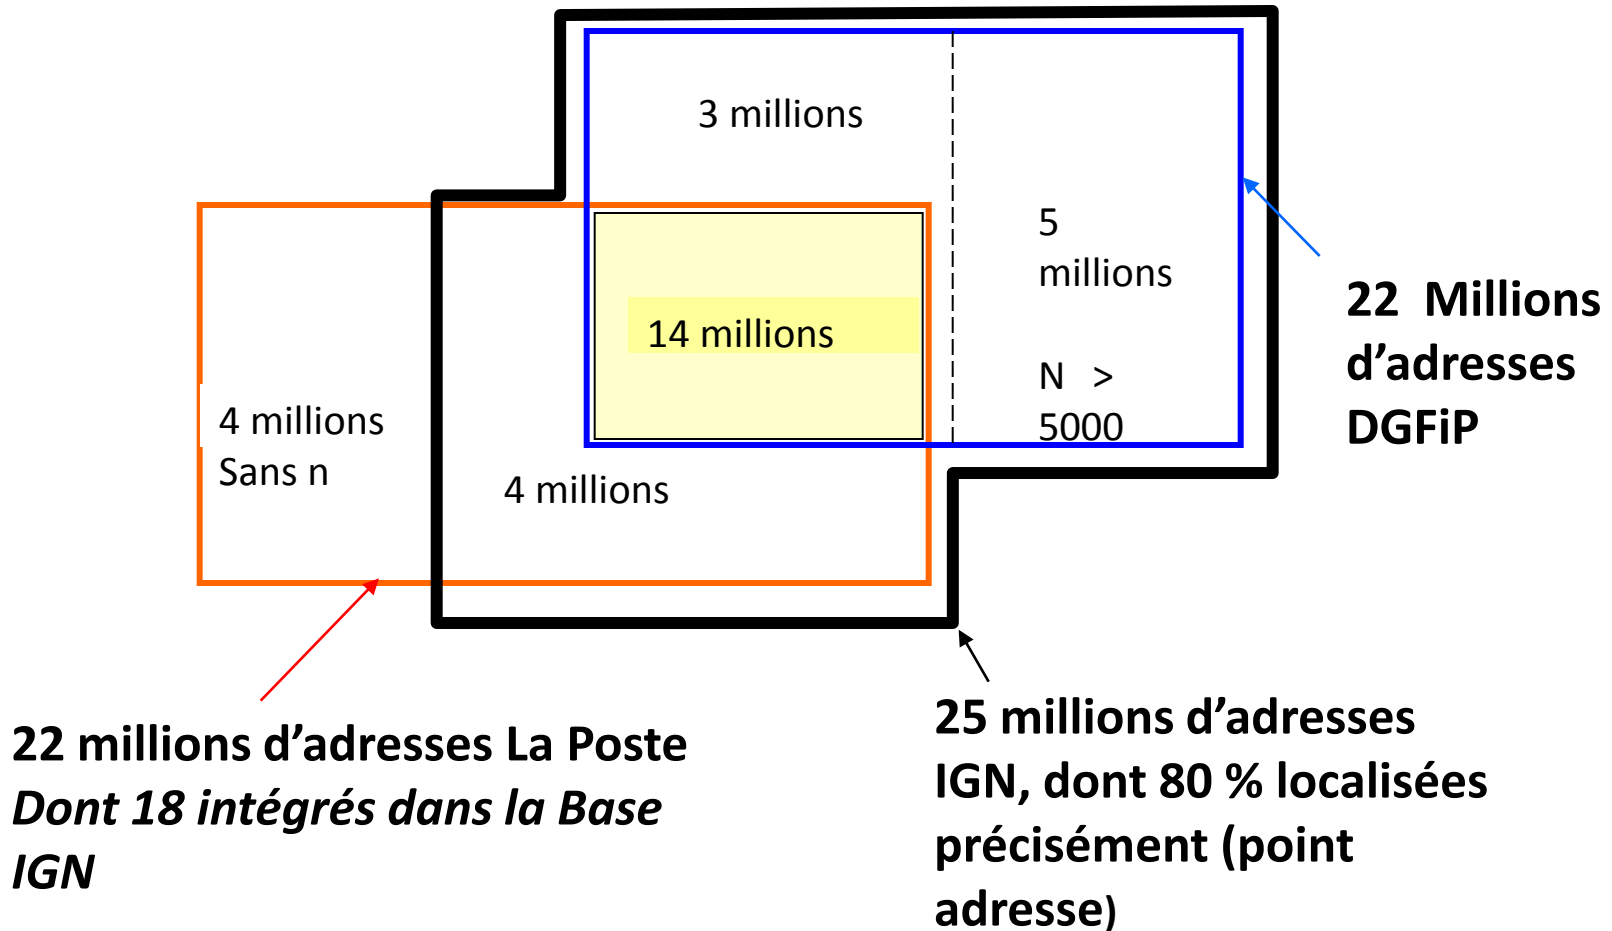 3 millions
5
millions
N > 
5000
14 millions
4 millions
Sans n
4 millions
22 Millions
d’adresses
DGFiP
22 millions d’adresses La Poste
Dont 18 intégrés dans la Base
IGN
25 millions d’adresses
IGN, dont 80 % localisées
précisément (point
adresse)